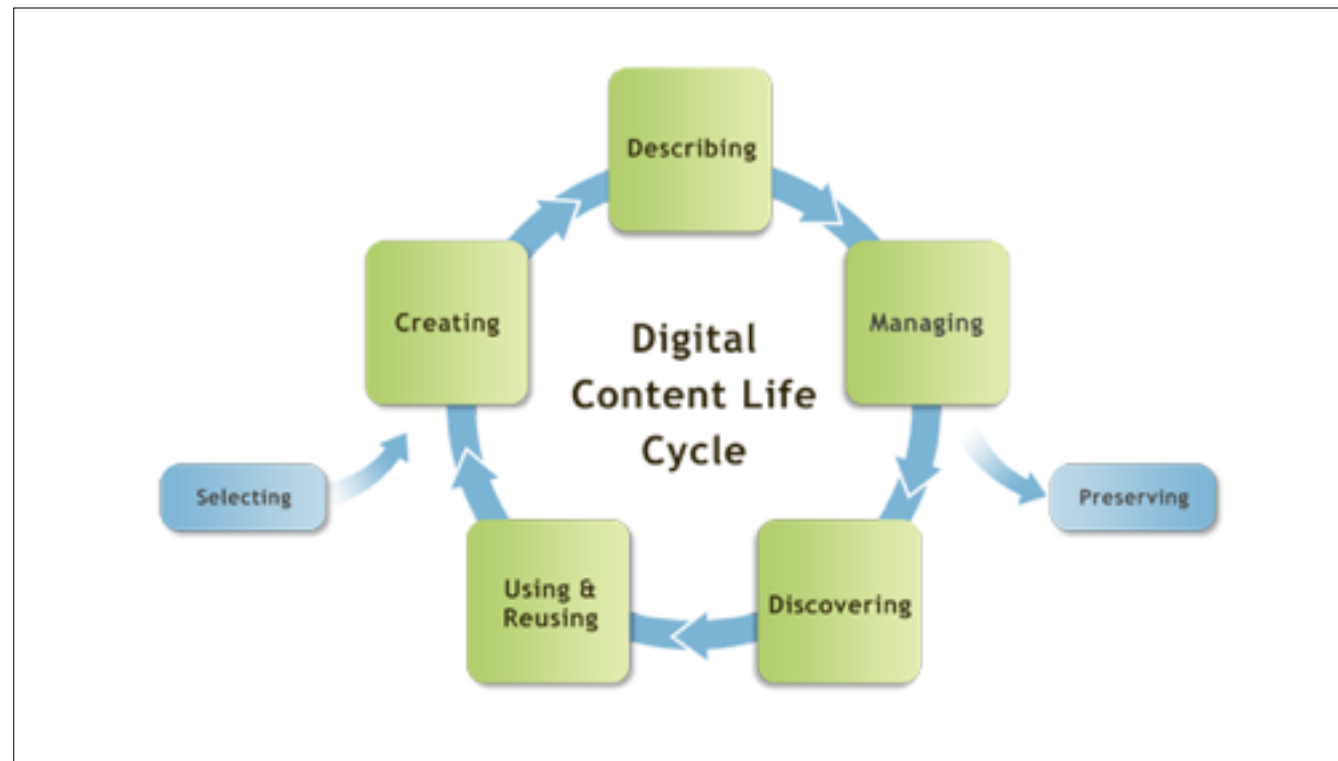 Describing
Creating
Managing
Digital
Content Life
Cycle
Selecting
Preserving
Using &
Reusing
Discovering